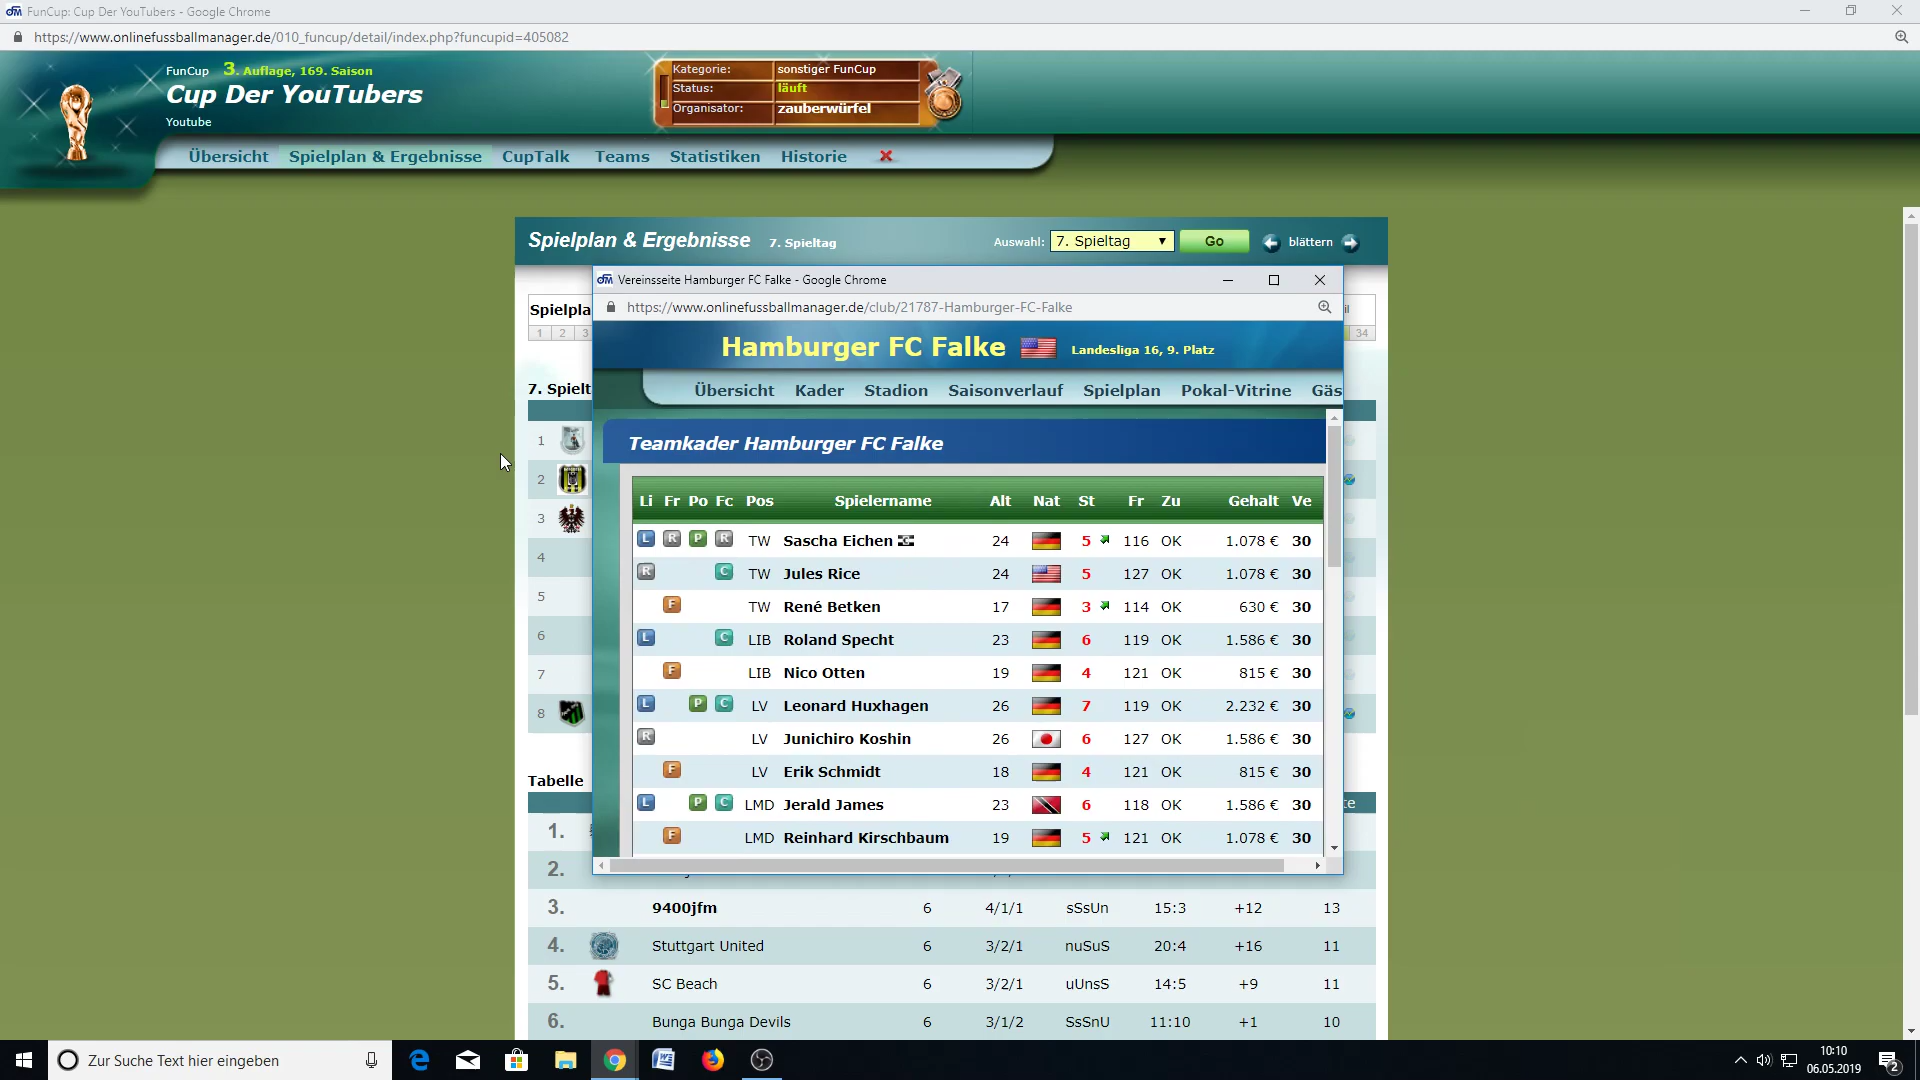 FunCup: Cup Der YouTubers - Google Chrome
https://www.onlinefussballmanager.de/010_funcup/detail/index.php?funcupid=405082
FunCup 3. Auflage, 169. Saison
Cup Der YouTubers
Youtube
Kategorie: sonstiger FunCup
Status: läuft
Organisator: zauberwürfel
Übersicht Spielplan & Ergebnisse CupTalk Teams Statistiken Historie
Spielplan & Ergebnisse 7. Spieltag Auswahl: 7. Spieltag Go blättern
Vereinsseite Hamburger FC Falke - Google Chrome
https://www.onlinefussballmanager.de/club/21787-Hamburger-FC-Falke
Spielpla
1 2 3 34
Hamburger FC Falke Landesliga 16, 9. Platz
7. Spielt
Übersicht Kader Stadion Saisonverlauf Spielplan Pokal-Vitrine Gäs
Teamkader Hamburger FC Falke
Li Fr Po Fc Pos Spielername Alt Nat St Fr Zu Gehalt Ve
L R P R TW Sascha Eichen 24 5 116 OK 1.078 € 30
R C TW Jules Rice 24 5 127 OK 1.078 € 30
F TW René Betken 17 3 114 OK 630 € 30
L C LIB Roland Specht 23 6 119 OK 1.586 € 30
F LIB Nico Otten 19 4 121 OK 815 € 30
L P C LV Leonard Huxhagen 26 7 119 OK 2.232 € 30
R LV Junichiro Koshin 26 6 127 OK 1.586 € 30
F LV Erik Schmidt 18 4 121 OK 815 € 30
L P C LMD Jerald James 23 6 118 OK 1.586 € 30
F LMD Reinhard Kirschbaum 19 5 121 OK 1.078 € 30
1
2
3
4
5
6
7
8
Tabelle
1.
2.
3. 9400jfm 6 4/1/1 sSsUn 15:3 +12 13
4. Stuttgart United 6 3/2/1 nuSuS 20:4 +16 11
5. SC Beach 6 3/2/1 uUnsS 14:5 +9 11
6. Bunga Bunga Devils 6 3/1/2 SsSnU 11:10 +1 10
Zur Suche Text hier eingeben
10:10
06.05.2019
2